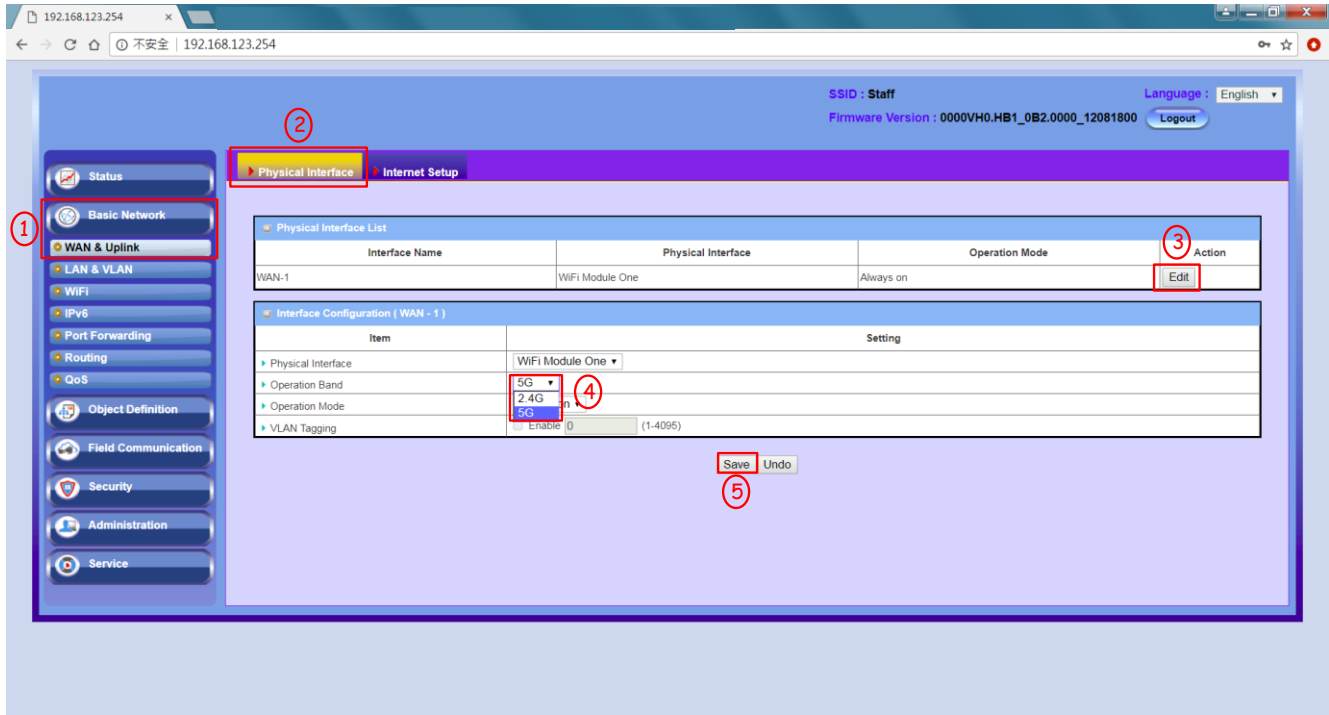 192.168.123.254 ×
不安全 | 192.168.123.254
SSID : Staff
Language : English
Firmware Version : 0000VH0.HB1_0B2.0000_12081800 Logout
2
Physical Interface Internet Setup
Status
1
Basic Network
WAN & Uplink
LAN & VLAN
WiFi
IPv6
Port Forwarding
Routing
QoS
Object Definition
Field Communication
Security
Administration
Service
Physical Interface List
3
Interface Name Physical Interface Operation Mode Action
WAN-1 WiFi Module One Always on Edit
Interface Configuration ( WAN - 1 )
Item Setting
Physical Interface WiFi Module One
Operation Band 5G
2.4G
5G
4
Operation Mode on
VLAN Tagging Enable 0 (1-4095)
Save Undo
5